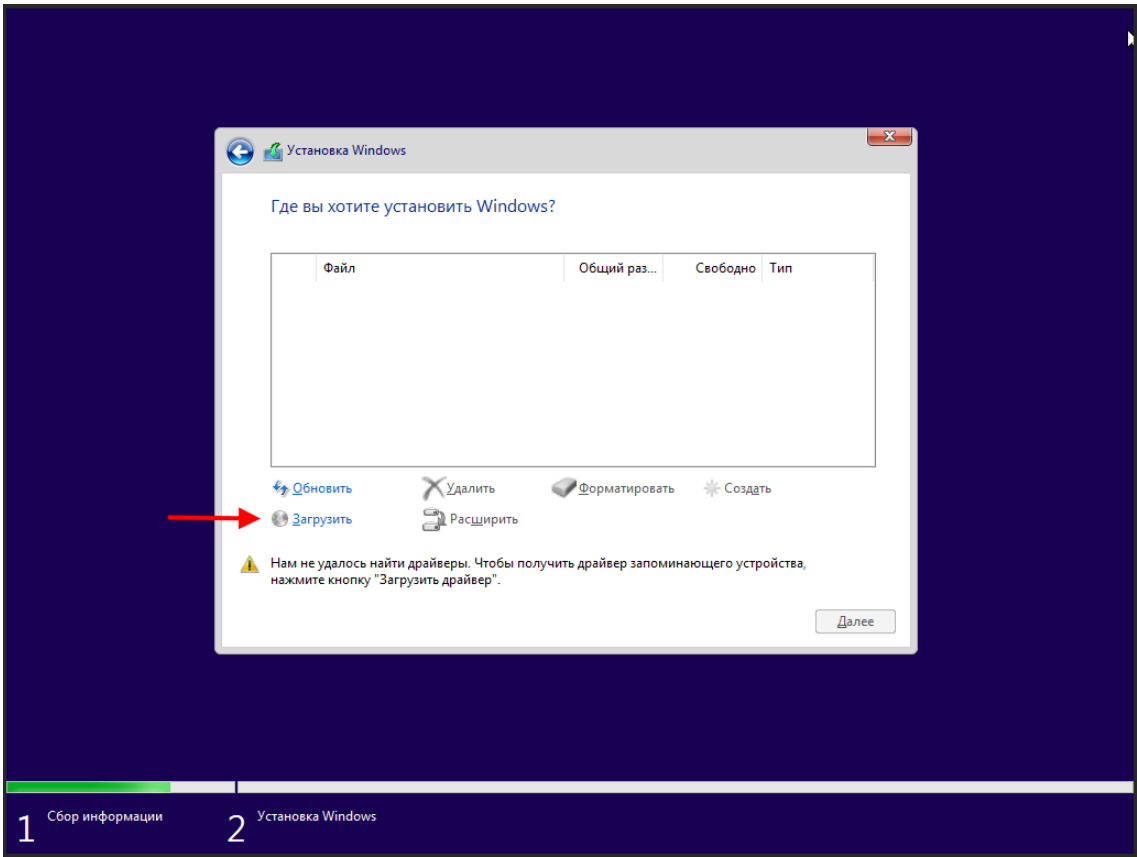 Установка Windows
Где вы хотите установить Windows?
Файл Общий раз... Свободно Тип
Обновить Удалить Форматировать Создать
Загрузить Расширить
Нам не удалось найти драйверы. Чтобы получить драйвер запоминающего устройства,
нажмите кнопку "Загрузить драйвер".
Далее
1 Сбор информации 2 Установка Windows